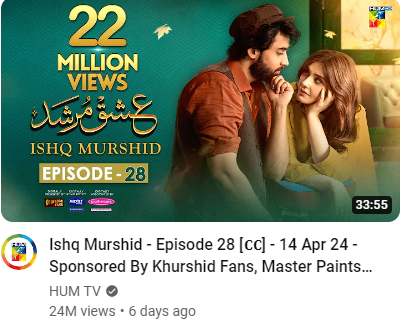 22
MILLION
VIEWS
HUM
عشق مرشد
ISHQ MURSHID
EPISODE - 28
33:55
Ishq Murshid - Episode 28 [𝐂𝐂] - 14 Apr 24 -
Sponsored By Khurshid Fans, Master Paints...
HUM TV
24M views • 6 days ago